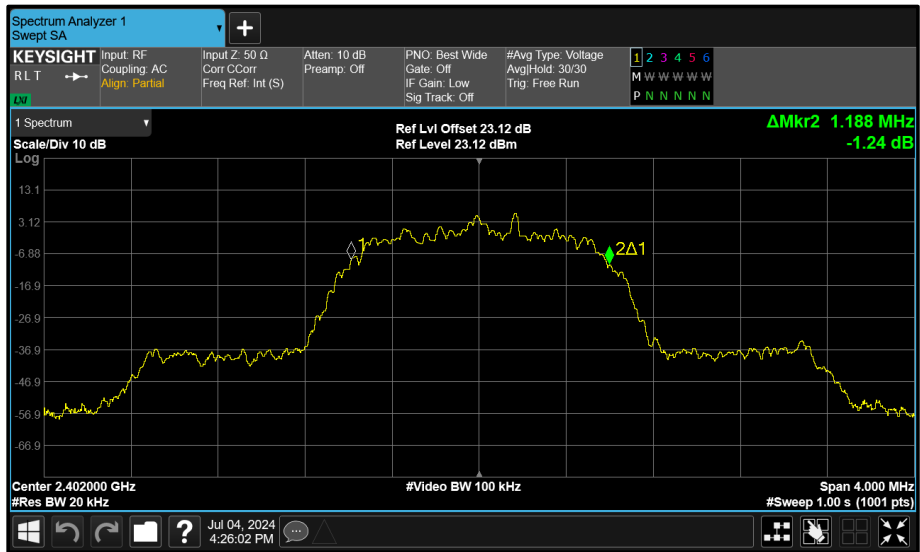 Spectrum Analyzer 1
Swept SA
+
KEYSIGHT
R L T
LXI
Input: RF
Coupling: AC
Align: Partial
Input Z: 50 Ω
Corr CCorr
Freq Ref: Int (S)
Atten: 10 dB
Preamp: Off
PNO: Best Wide
Gate: Off
IF Gain: Low
Sig Track: Off
#Avg Type: Voltage
Avg|Hold: 30/30
Trig: Free Run
1 2 3 4 5 6
M W W W W W
P N N N N N
1 Spectrum
Scale/Div 10 dB
Ref Lvl Offset 23.12 dB
Ref Level 23.12 dBm
ΔMkr2 1.188 MHz
-1.24 dB
Log
13.1
3.12
-6.88
-16.9
-26.9
-36.9
-46.9
-56.9
-66.9
1
2Δ1
Center 2.402000 GHz
#Res BW 20 kHz
#Video BW 100 kHz
Span 4.000 MHz
#Sweep 1.00 s (1001 pts)
?
Jul 04, 2024
4:26:02 PM